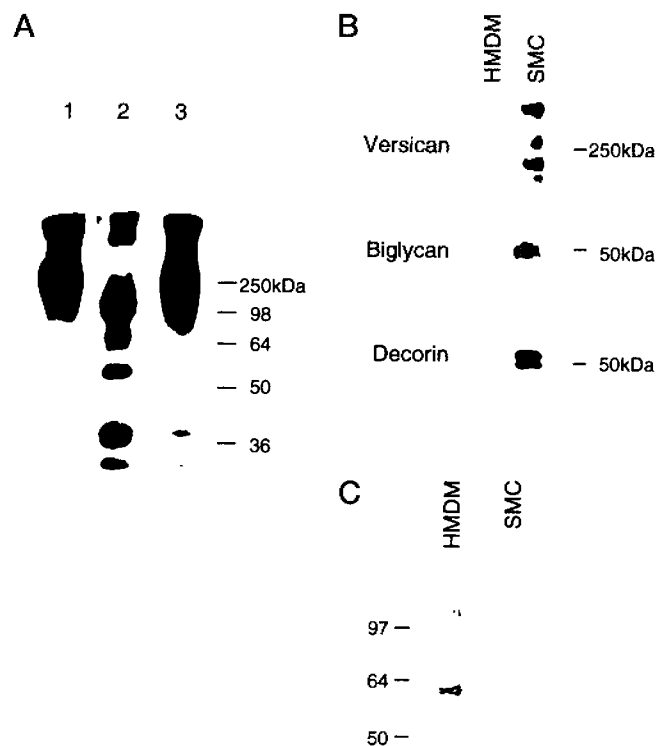 A
1 2 3
250kDa
98
64
50
36
B
HMDM
SMC
Versican
250kDa
Biglycan
50kDa
Decorin
50kDa
C
HMDM
SMC
97
64
50